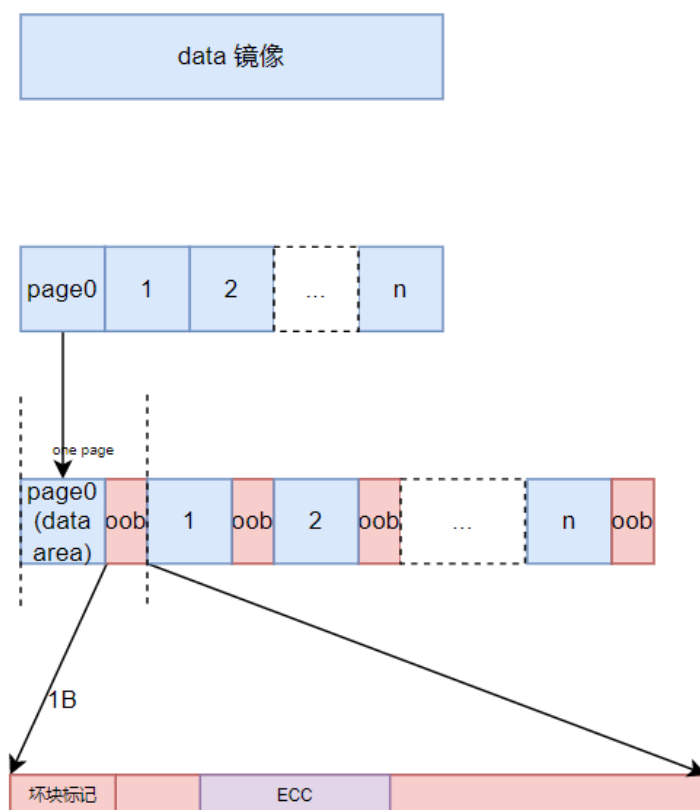 data 镜像
page0 1 2 ... n
one page
page0
(data
area)
oob 1 oob 2 oob ... n oob
1B
坏块标记 ECC